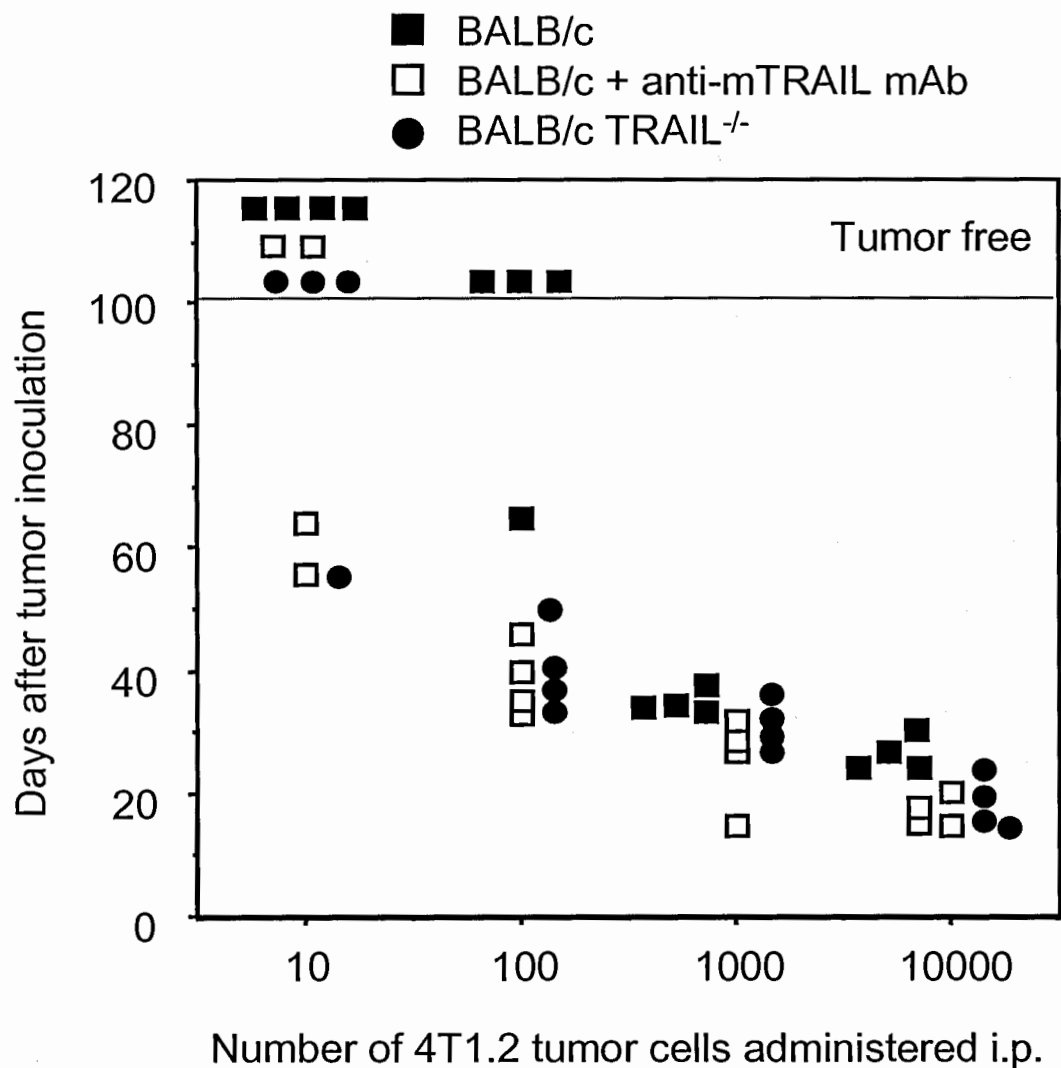 BALB/c
BALB/c + anti-mTRAIL mAb
BALB/c TRAIL-/-
120
100
80
60
40
20
0
Tumor free
Days after tumor inoculation
10
100
1000
10000
Number of 4T1.2 tumor cells administered i.p.